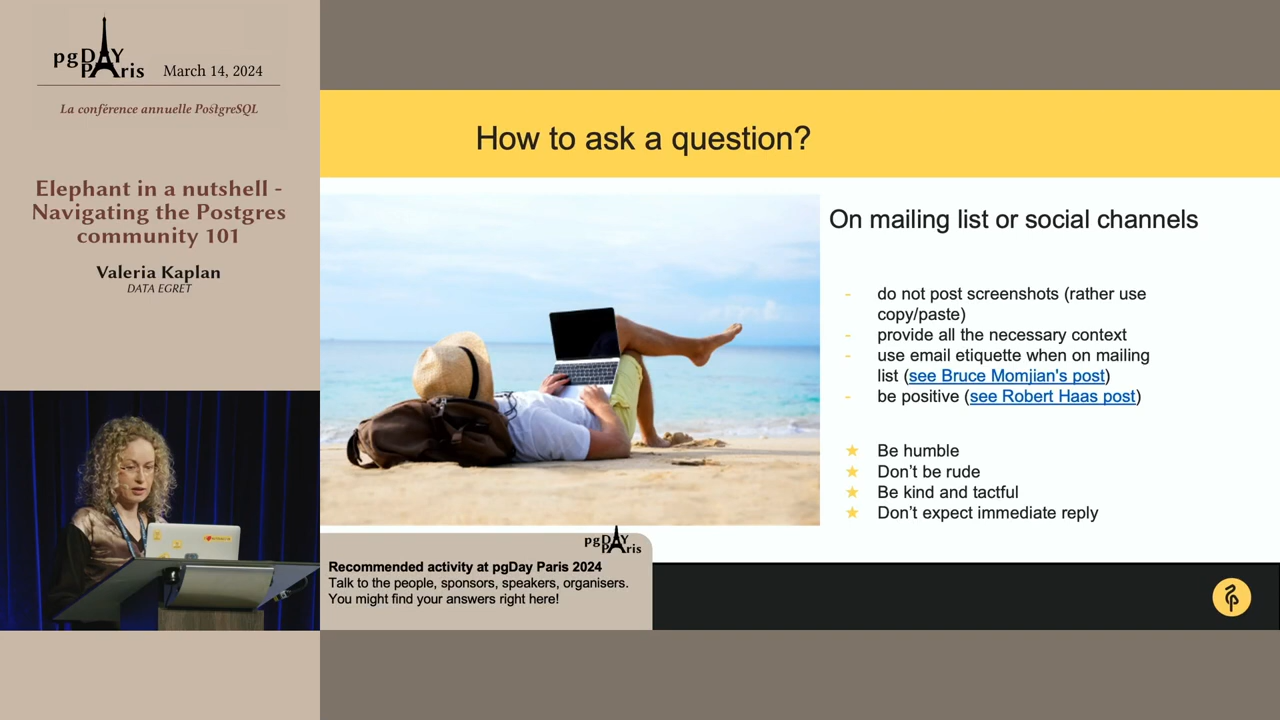 pgDAY
PAris
March 14, 2024
La conférence annuelle PostgreSQL
Elephant in a nutshell -
Navigating the Postgres
community 101
Valeria Kaplan
DATA EGRET
How to ask a question?
On mailing list or social channels
- do not post screenshots (rather use
copy/paste)
- provide all the necessary context
- use email etiquette when on mailing
list (see Bruce Momjian's post)
- be positive (see Robert Haas post)
★ Be humble
★ Don't be rude
★ Be kind and tactful
★ Don't expect immediate reply
pgDAY
PAris
Recommended activity at pgDay Paris 2024
Talk to the people, sponsors, speakers, organisers.
You might find your answers right here!